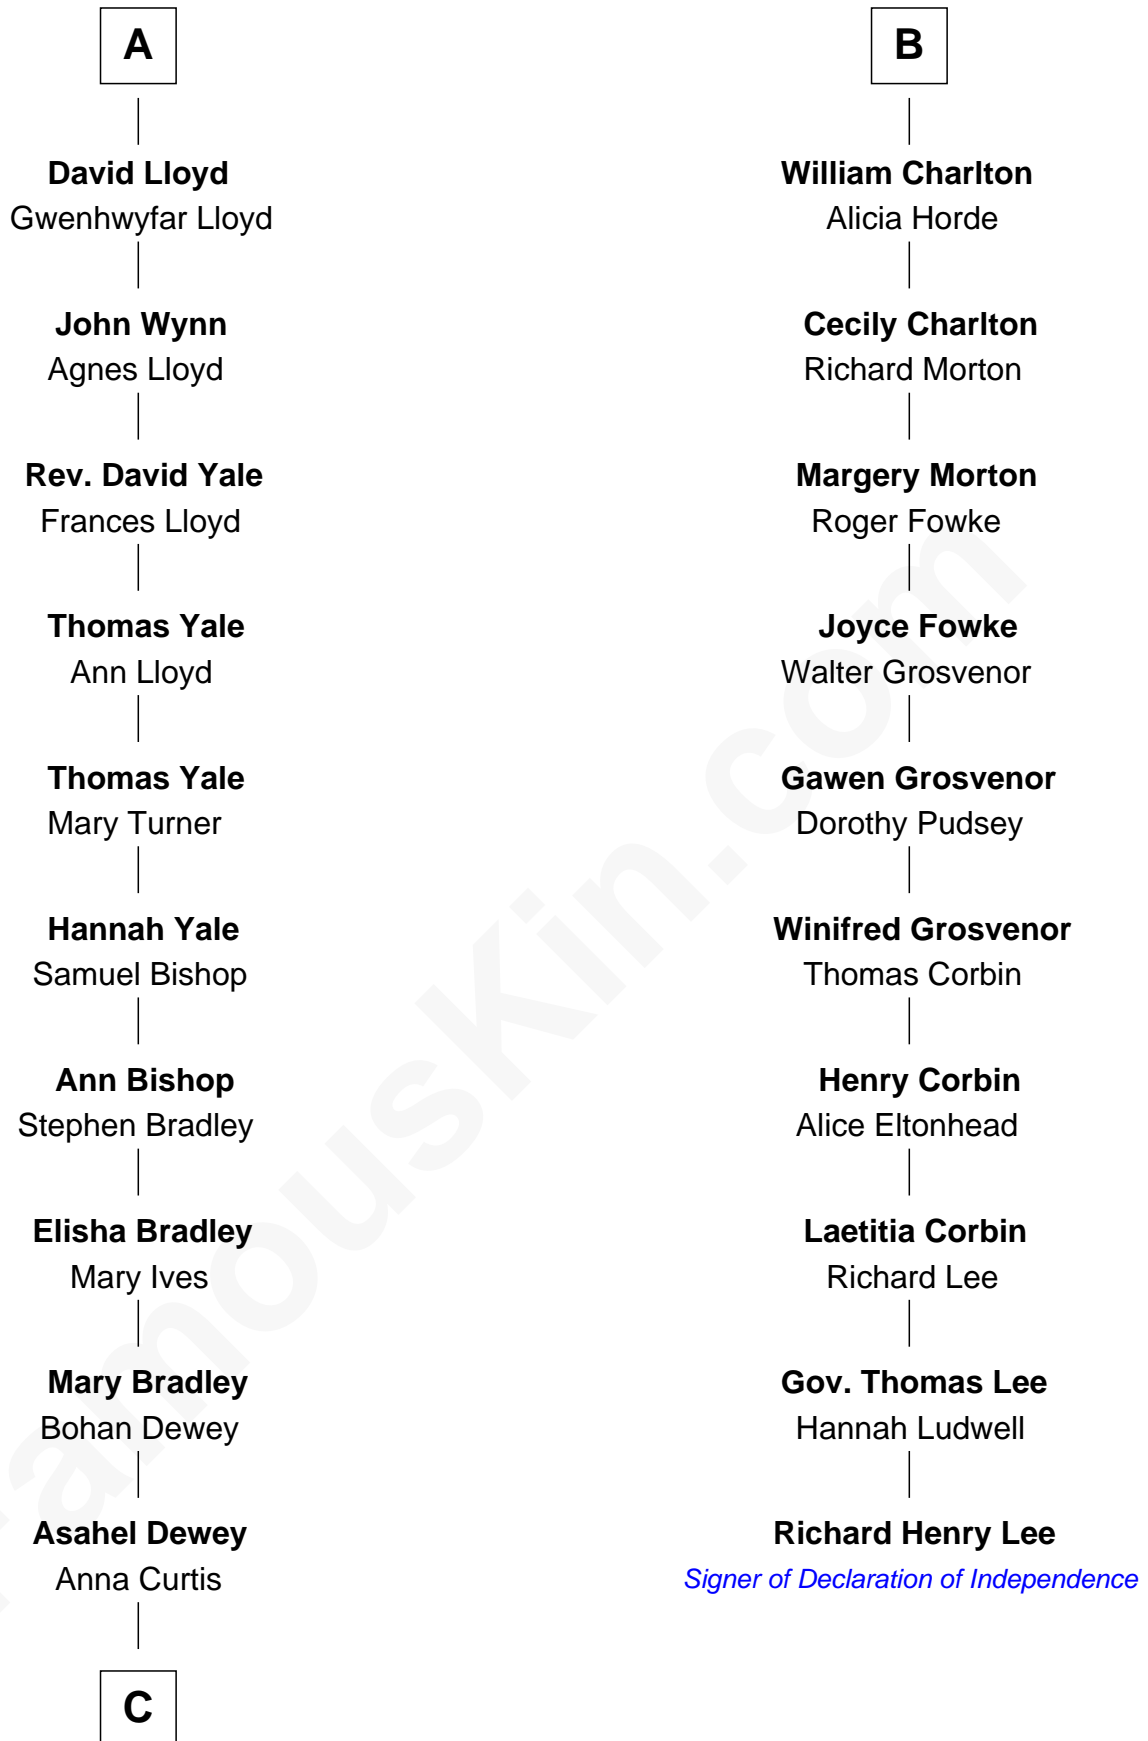 A
David Lloyd
Gwenhwyfar Lloyd
John Wynn
Agnes Lloyd
Rev. David Yale
Frances Lloyd
Thomas Yale
Ann Lloyd
Thomas Yale
Mary Turner
Hannah Yale
Samuel Bishop
Ann Bishop
Stephen Bradley
Elisha Bradley
Mary Ives
Mary Bradley
Bohan Dewey
Asahel Dewey
Anna Curtis
C
B
William Charlton
Alicia Horde
Cecily Charlton
Richard Morton
Margery Morton
Roger Fowke
Joyce Fowke
Walter Grosvenor
Gawen Grosvenor
Dorothy Pudsey
Winifred Grosvenor
Thomas Corbin
Henry Corbin
Alice Eltonhead
Laetitia Corbin
Richard Lee
Gov. Thomas Lee
Hannah Ludwell
Richard Henry Lee
Signer of Declaration of Independence
FamousKin.com